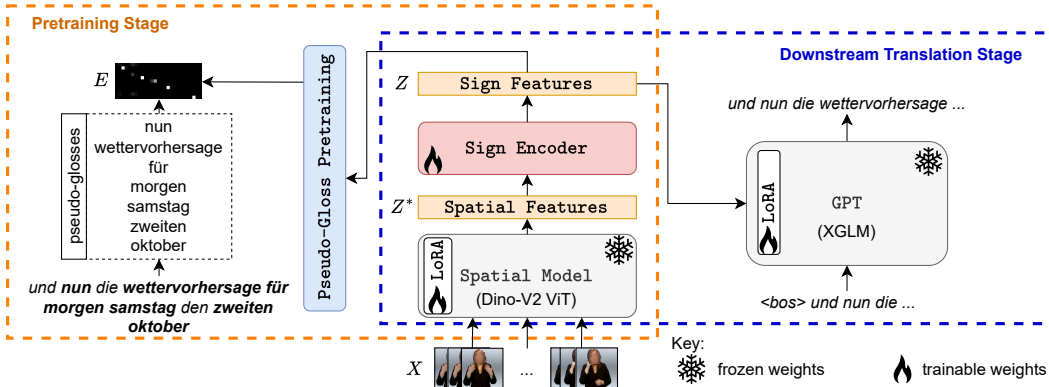 Pretraining Stage
Downstream Translation Stage
E
pseudo-glosses
nun
wettervorhersage
für
morgen
samstag
zweiten
oktober
und nun die wettervorhersage für
morgen samstag den zweiten
oktober
Pseudo-Gloss Pretraining
Z
Sign Features
Sign Encoder
Z*
Spatial Features
LoRA
Spatial Model
(Dino-V2 ViT)
X
...
und nun die wettervorhersage ...
LoRA
GPT
(XGLM)
<bos> und nun die ...
Key:
frozen weights
trainable weights